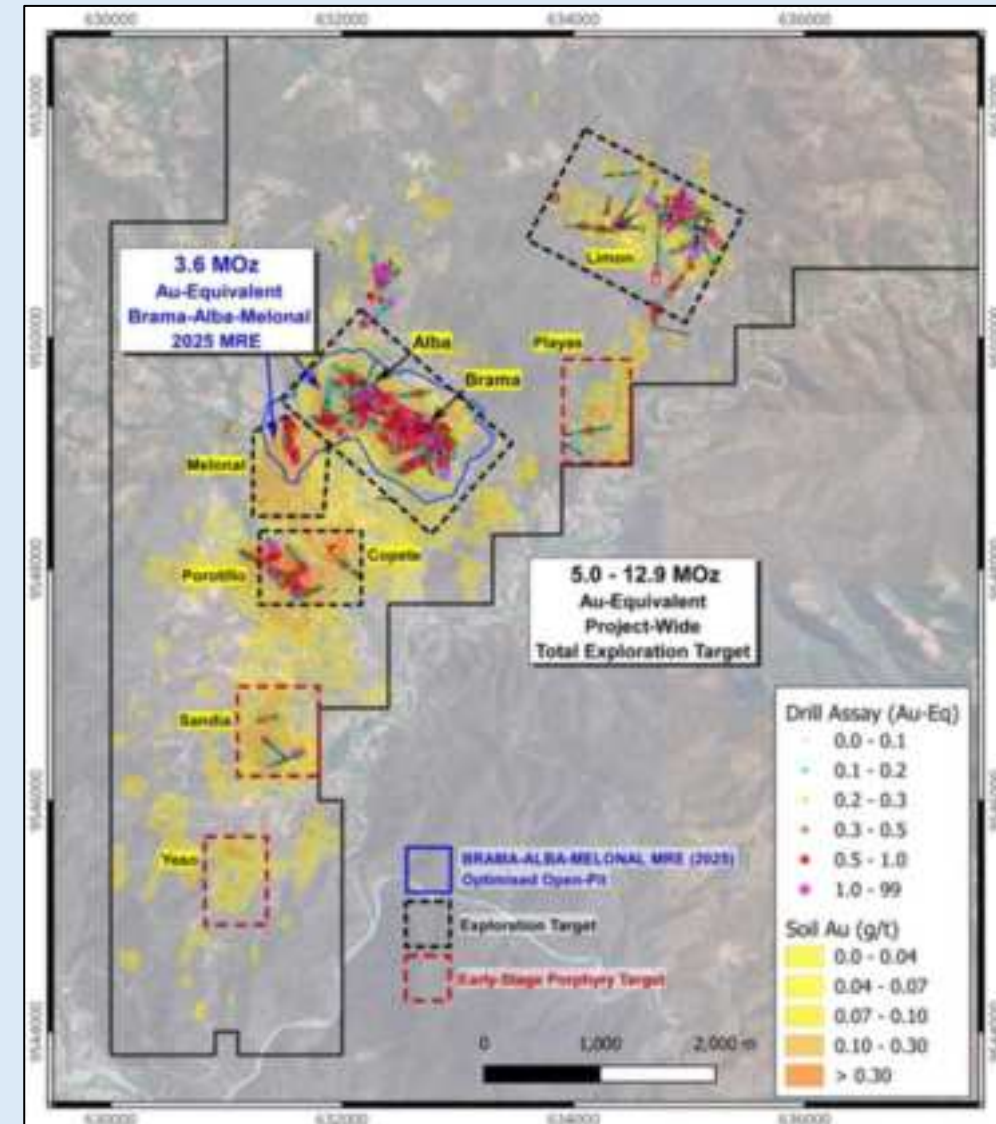 630000 632000 634000 636000
Limon
3.6 MOz
Au-Equivalent
Brama-Alba-Melonal
2025 MRE
Alba
Playas
Brama
Melonal
Copete
Porotillo
5.0 - 12.9 MOz
Au-Equivalent
Project-Wide
Total Exploration Target
Sandia
Yeso
BRAMA-ALBA-MELONAL MRE (2025)
Optimised Open-Pit
Exploration Target
Early-Stage Porphyry Target
0 1,000 2,000 m
Drill Assay (Au-Eq)
0.0 - 0.1
0.1 - 0.2
0.2 - 0.3
0.3 - 0.5
0.5 - 1.0
1.0 - 99
Soil Au (g/t)
0.0 - 0.04
0.04 - 0.07
0.07 - 0.10
0.10 - 0.30
> 0.30
630000 632000 634000 636000